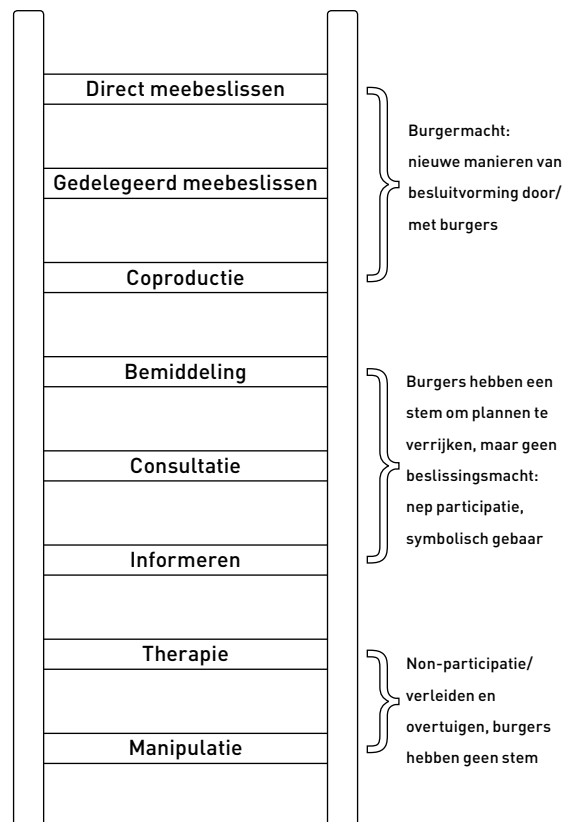 Direct meebeslissen
Gedelegeerd meebeslissen
Coproductie
Burgermacht:
nieuwe manieren van
besluitvorming door/
met burgers
Bemiddeling
Consultatie
Informeren
Burgers hebben een
stem om plannen te
verrijken, maar geen
beslissingsmacht:
nep participatie,
symbolisch gebaar
Therapie
Manipulatie
Non-participatie/
verleiden en
overtuigen, burgers
hebben geen stem